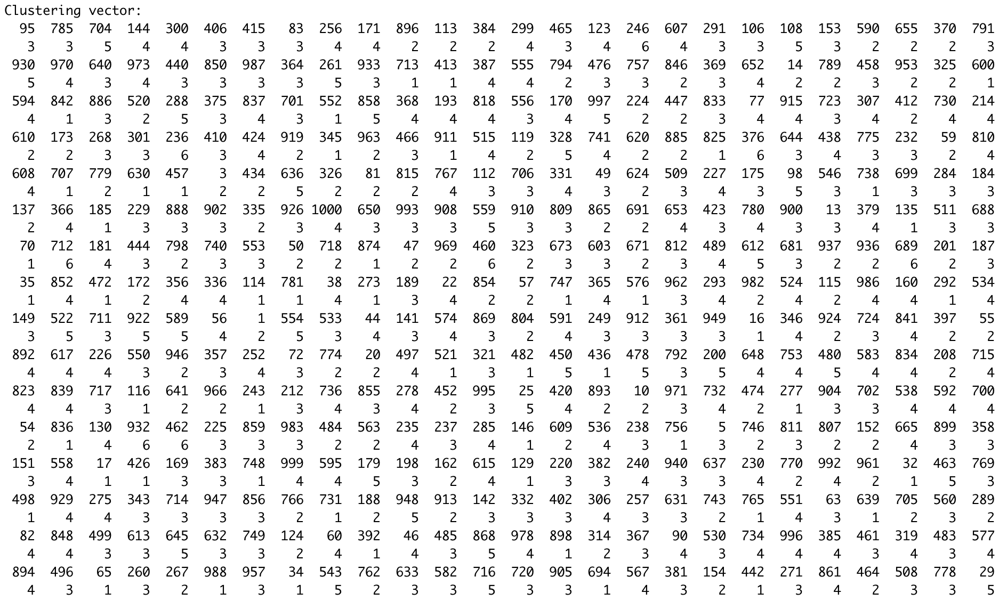 Clustering vector:
95 785 704 144 300 406 415 83 256 171 896 113 384 299 465 123 246 607 291 106 108 153 590 655 370 791
3 3 5 4 4 3 3 3 4 4 2 2 2 4 3 4 6 4 3 3 5 3 2 2 2 3
930 970 640 973 440 850 987 364 261 933 713 413 387 555 794 476 757 846 369 652 14 789 458 953 325 600
5 4 3 4 3 3 3 3 5 3 1 1 4 4 2 3 3 2 3 4 2 2 3 2 2 1
594 842 886 520 288 375 837 701 552 858 368 193 818 556 170 997 224 447 833 77 915 723 307 412 730 214
4 1 3 2 5 3 4 3 1 5 4 4 4 3 4 5 2 2 3 4 4 3 4 2 4 4
610 173 268 301 236 410 424 919 345 963 466 911 515 119 328 741 620 885 825 376 644 438 775 232 59 810
2 2 3 3 6 3 4 2 1 2 3 1 4 2 5 4 2 2 1 6 3 4 3 3 2 4
608 707 779 630 457 3 434 636 326 81 815 767 112 706 331 49 624 509 227 175 98 546 738 699 284 184
4 1 2 1 1 2 2 5 2 2 2 4 3 3 4 3 2 3 4 3 5 3 1 3 3 3
137 366 185 229 888 902 335 926 1000 650 993 908 559 910 809 865 691 653 423 780 900 13 379 135 511 688
2 4 1 3 3 3 2 3 4 3 3 3 5 3 3 2 2 4 3 4 3 3 4 1 3 3
70 712 181 444 798 740 553 50 718 874 47 969 460 323 673 603 671 812 489 612 681 937 936 689 201 187
1 6 4 3 2 3 3 2 2 1 2 2 6 2 3 3 2 3 4 5 3 2 2 6 2 3
35 852 472 172 356 336 114 781 38 273 189 22 854 57 747 365 576 962 293 982 524 115 986 160 292 534
1 4 1 2 4 4 1 1 4 1 3 4 2 2 1 4 1 3 4 2 4 2 4 4 1 4
149 522 711 922 589 56 1 554 533 44 141 574 869 804 591 249 912 361 949 16 346 924 724 841 397 55
3 5 3 5 5 4 2 5 3 4 3 4 3 2 4 3 3 3 3 1 4 2 3 4 2 2
892 617 226 550 946 357 252 72 774 20 497 521 321 482 450 436 478 792 200 648 753 480 583 834 208 715
4 4 4 3 2 3 4 3 2 2 4 1 3 1 5 1 5 3 5 4 4 5 4 4 2 4
823 839 717 116 641 966 243 212 736 855 278 452 995 25 420 893 10 971 732 474 277 904 702 538 592 700
4 4 3 1 2 2 1 3 4 3 4 2 3 5 4 2 2 3 4 2 1 3 3 4 4 4
54 836 130 932 462 225 859 983 484 563 235 237 285 146 609 536 238 756 5 746 811 807 152 665 899 358
2 1 4 6 6 3 3 3 2 2 4 3 4 1 2 4 3 1 3 2 3 2 2 4 3 3
151 558 17 426 169 383 748 999 595 179 198 162 615 129 220 382 240 940 637 230 770 992 961 32 463 769
3 4 1 1 3 3 1 4 4 5 3 2 4 1 3 3 4 3 3 4 2 4 2 1 5 3
498 929 275 343 714 947 856 766 731 188 948 913 142 332 402 306 257 631 743 765 551 63 639 705 560 289
1 4 4 3 3 3 3 2 1 2 5 2 3 3 3 4 3 3 2 1 4 3 1 2 3 2
82 848 499 613 645 632 749 124 60 392 46 485 868 978 898 314 367 90 530 734 996 385 461 319 483 577
4 4 3 3 5 3 3 2 4 1 4 3 5 4 1 2 3 4 3 4 4 4 3 4 3 4
894 496 65 260 267 988 957 34 543 762 633 582 716 720 905 694 567 381 154 442 271 861 464 508 778 29
4 3 1 3 2 1 3 1 5 2 3 3 5 3 3 1 4 3 2 1 3 4 2 3 3 5